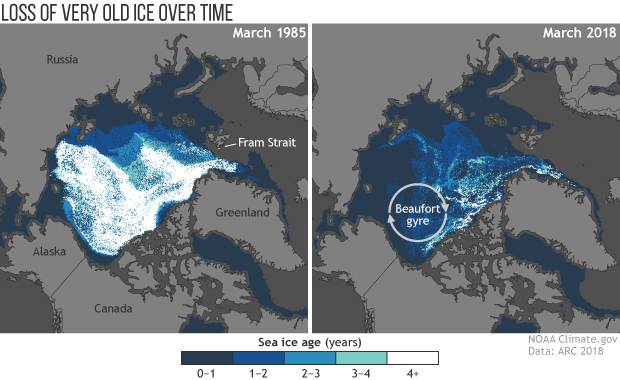 LOSS OF VERY OLD ICE OVER TIME
March 1985
March 2018
Russia
Fram Strait
Greenland
Beaufort
gyre
Alaska
Canada
Sea ice age (years)
0–1 1–2 2–3 3–4 4+
NOAA Climate.gov
Data: ARC 2018